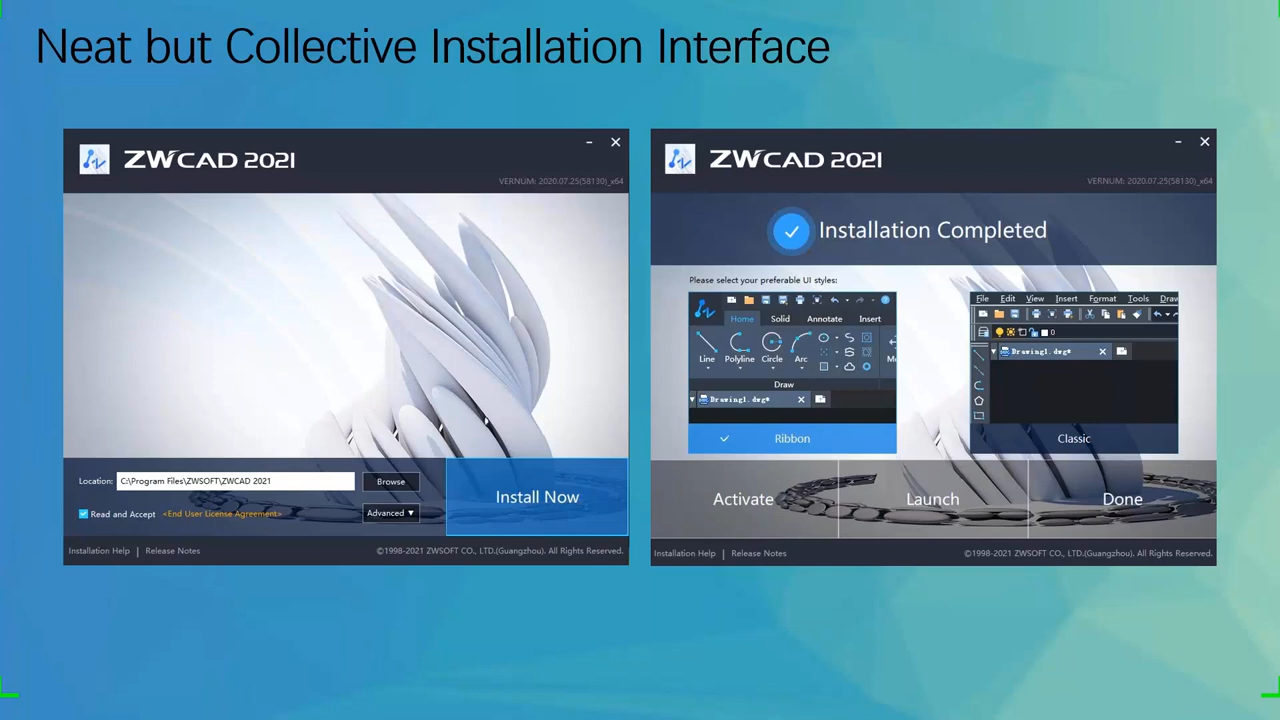 Neat but Collective Installation Interface
ZWCAD 2021
VERNUM: 2020.07.25(58130)_x64
Location: C:\Program Files\ZWSOFT\ZWCAD 2021 Browse
Install Now
Read and Accept <End User License Agreement> Advanced ▼
Installation Help | Release Notes ©1998-2021 ZWSOFT CO., LTD.(Guangzhou). All Rights Reserved.
ZWCAD 2021
VERNUM: 2020.07.25(58130)_x64
Installation Completed
Please select your preferable UI styles:
Home Solid Annotate Insert
Line Polyline Circle Arc Mo
Draw
Drawing1.dwg*
Ribbon
File Edit View Insert Format Tools Draw
0
Drawing1.dwg*
Classic
Activate Launch Done
Installation Help | Release Notes ©1998-2021 ZWSOFT CO., LTD.(Guangzhou). All Rights Reserved.